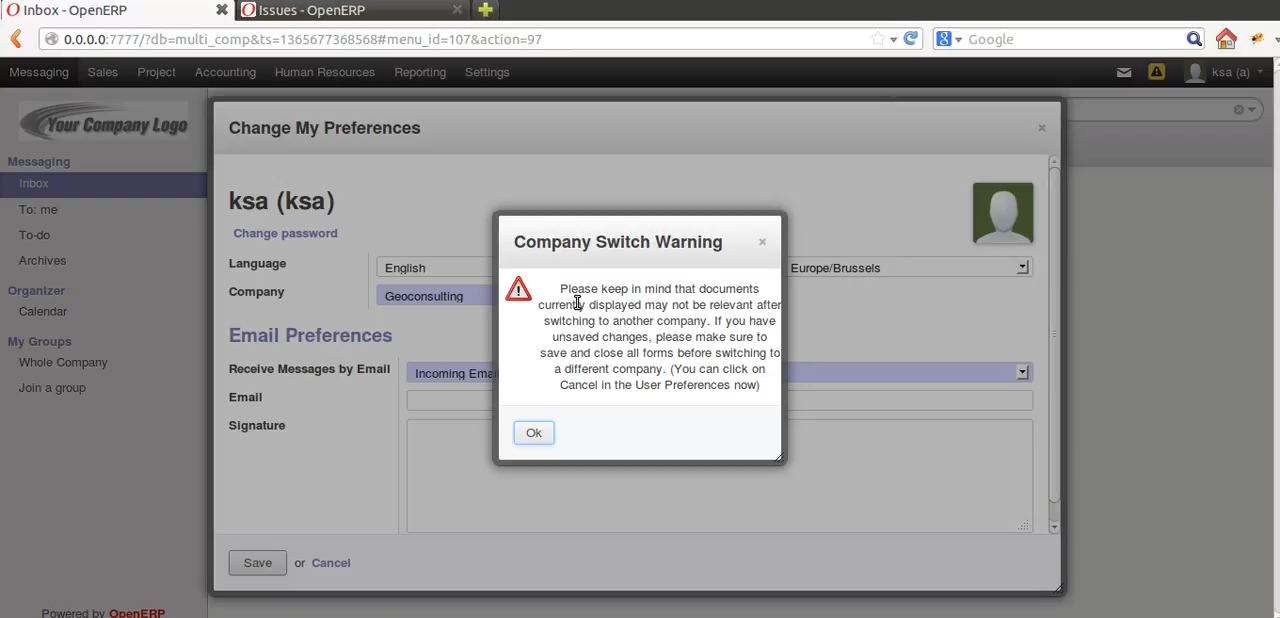 Inbox - OpenERP
Issues - OpenERP
0.0.0.0:7777/?db=multi_comp&ts=1365677368568#menu_id=107&action=97
Google
Messaging Sales Project Accounting Human Resources Reporting Settings
ksa (a)
Your Company Logo
Messaging
Inbox
To: me
To-do
Archives
Organizer
Calendar
My Groups
Whole Company
Join a group
Powered by OpenERP
Change My Preferences
ksa (ksa)
Change password
Language
English
Europe/Brussels
Company
Geoconsulting
Email Preferences
Receive Messages by Email
Incoming Emai
Email
Signature
Save or Cancel
Company Switch Warning
Please keep in mind that documents
currently displayed may not be relevant after
switching to another company. If you have
unsaved changes, please make sure to
save and close all forms before switching to
a different company. (You can click on
Cancel in the User Preferences now)
Ok